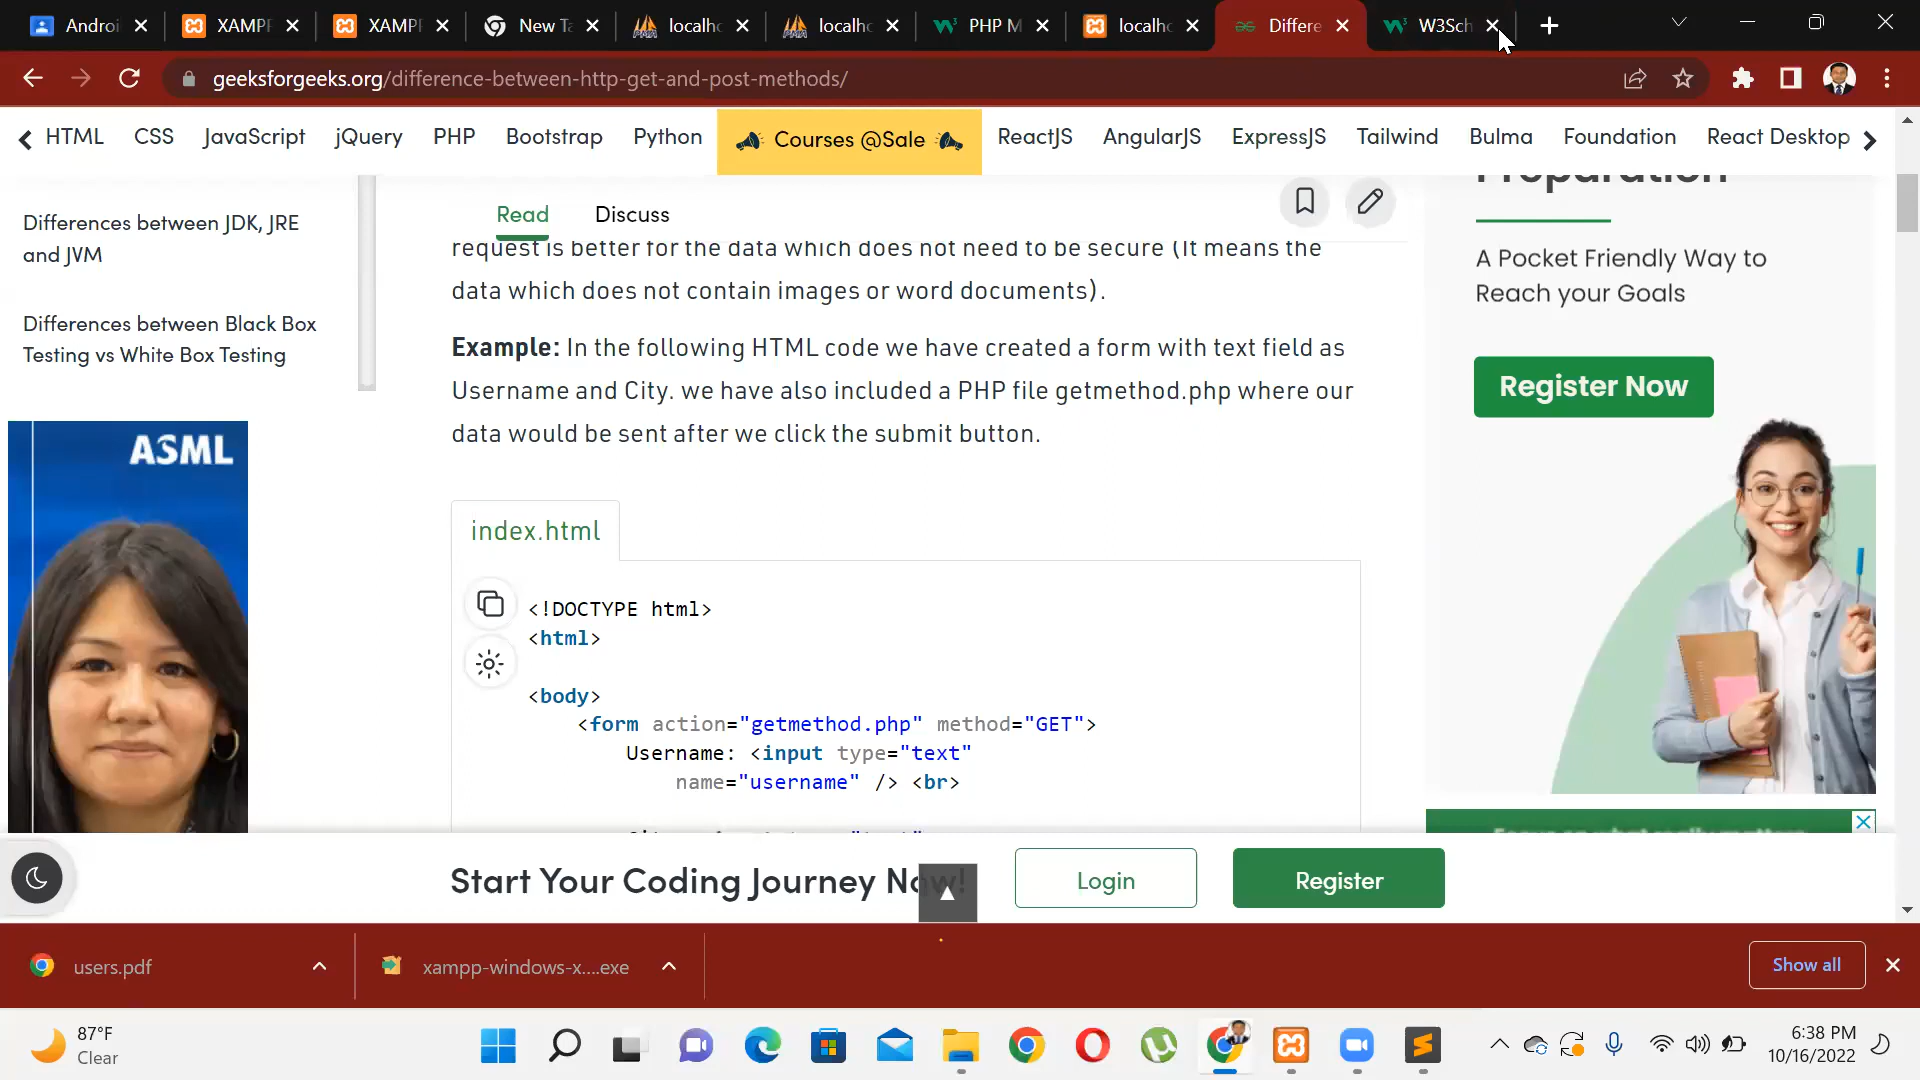 Androi
XAMPP
XAMPP
New Ta
localho
localho
PHP M
localho
Differe
W3Sch
geeksforgeeks.org/difference-between-http-get-and-post-methods/
HTML CSS JavaScript jQuery PHP Bootstrap Python Courses @Sale ReactJS AngularJS ExpressJS Tailwind Bulma Foundation React Desktop
Differences between JDK, JRE
and JVM
Differences between Black Box
Testing vs White Box Testing
ASML
Read Discuss
request is better for the data which does not need to be secure (It means the
data which does not contain images or word documents).
Example: In the following HTML code we have created a form with text field as
Username and City. we have also included a PHP file getmethod.php where our
data would be sent after we click the submit button.
index.html
<!DOCTYPE html>
<html>
<body>
<form action="getmethod.php" method="GET">
Username: <input type="text"
name="username" /> <br>
Preparation
A Pocket Friendly Way to
Reach your Goals
Register Now
Start Your Coding Journey Now!
Login
Register
users.pdf
xampp-windows-x....exe
Show all
87°F
Clear
6:38 PM
10/16/2022